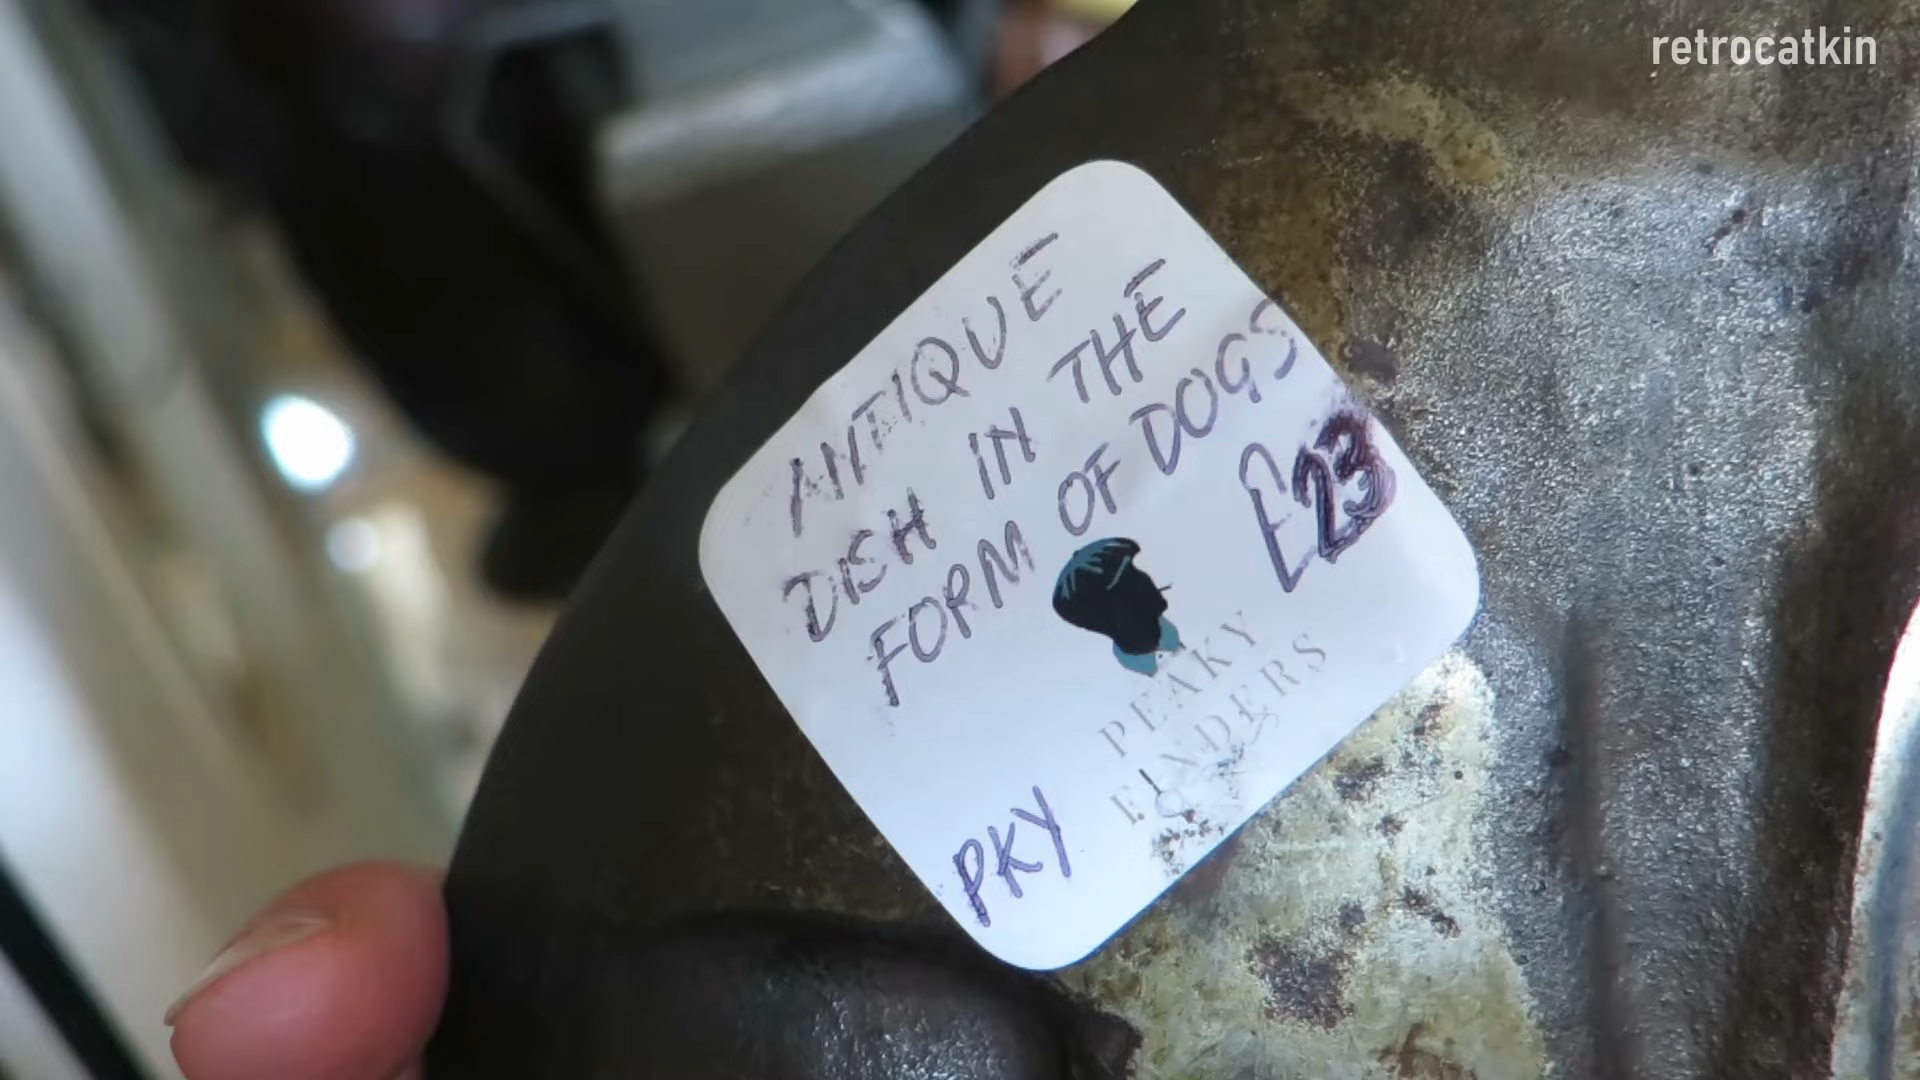 retrocatkin
ANTIQUE
DISH IN THE
FORM OF DOGS
£23
PEAKY
FINDERS
PKY